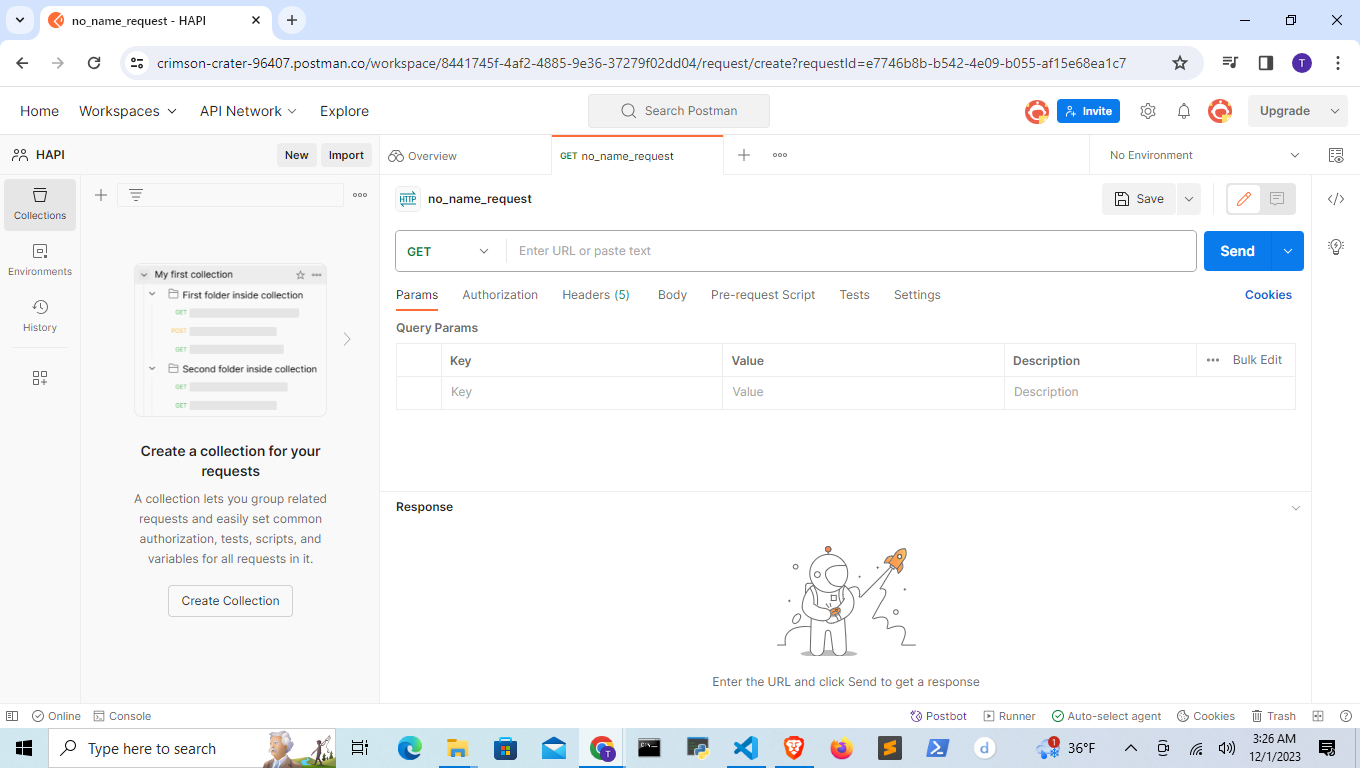 no_name_request - HAPI
crimson-crater-96407.postman.co/workspace/8441745f-4af2-4885-9e36-37279f02dd04/request/create?requestId=e7746b8b-b542-4e09-b055-af15e68ea1c7
T
Home
Workspaces
API Network
Explore
Search Postman
Invite
Upgrade
HAPI
New
Import
Overview
GET no_name_request
No Environment
Collections
Environments
History
My first collection
First folder inside collection
GET
POST
GET
Second folder inside collection
GET
GET
Create a collection for your
requests
A collection lets you group related
requests and easily set common
authorization, tests, scripts, and
variables for all requests in it.
Create Collection
HTTP
no_name_request
Save
GET
Enter URL or paste text
Send
Params
Authorization
Headers (5)
Body
Pre-request Script
Tests
Settings
Cookies
Query Params
Key
Value
Description
Bulk Edit
Key
Value
Description
Response
Enter the URL and click Send to get a response
Online
Console
Postbot
Runner
Auto-select agent
Cookies
Trash
Type here to search
T
d
1
36°F
3:26 AM
12/1/2023